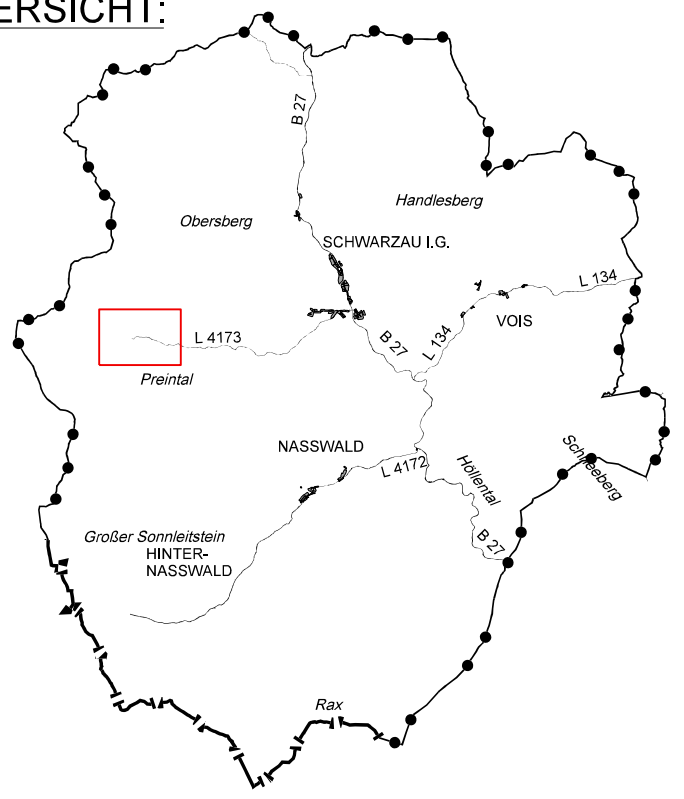 ERSICHT:
B 27
Handlesberg
Obersberg
SCHWARZAU I.G.
L 134
VOIS
L 4173
B 27
L 134
Preintal
NASSWALD
L 4172
Höllental
Schneeberg
Großer Sonnleitstein
HINTER-
NASSWALD
B 27
Rax